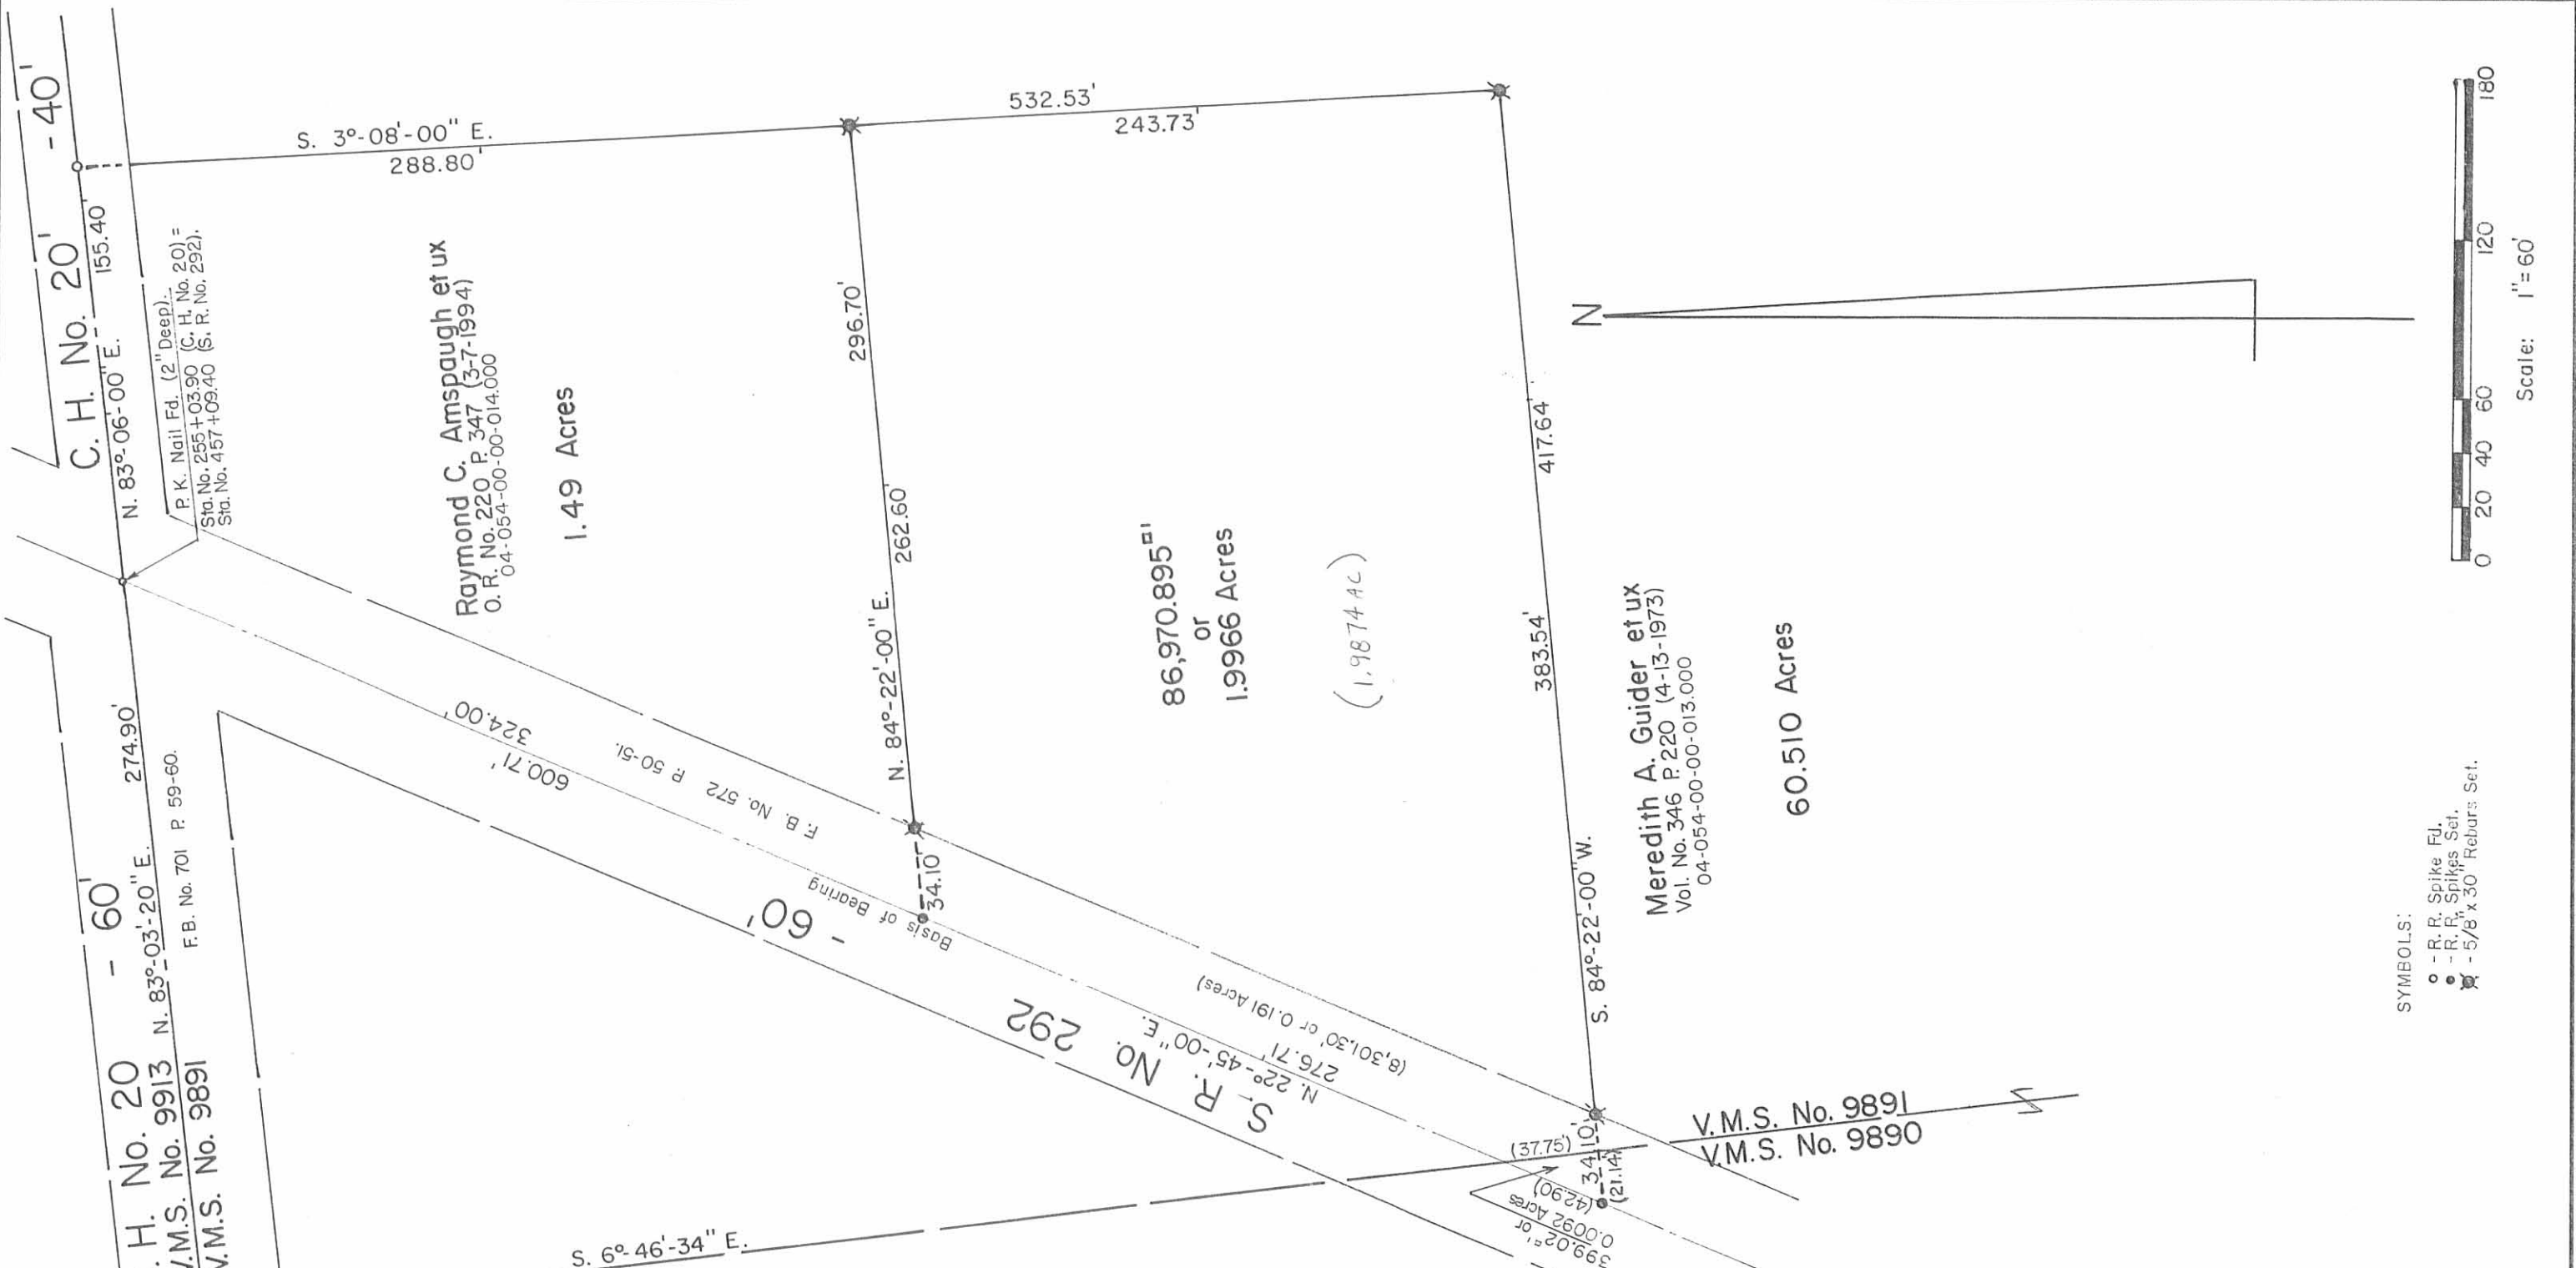 C. H. No. 20' - 40'
N. 83°-06'-00" E. 155.40'
P. K. Nail Fd. (2" Deep).
Sta. No. 255+03.90 (C. H. No. 20) =
Sta. No. 457+09.40 (S. R. No. 292).
S. 3°-08'-00" E.
288.80'
532.53'
243.73'
Raymond C. Amspaugh et ux
O. R. No. 220 P. 347 (3-7-1994)
04-054-00-00-014.000
1.49 Acres
296.70'
N. 84°-22'-00" E. 262.60'
. H. No. 20 - 60'
V.M.S. No. 9913 N. 83°-03'-20" E. 274.90'
V.M.S. No. 9891
F.B. No. 701 P. 59-60.
324.00'
600.71'
F. B. No. 572 P. 50-51.
Basis of Bearing
34.10'
S. R. No. 292 - 60'
N. 22°-45'-00" E.
276.71'
(8,301.30' or 0.191 Acres)
86,970.895□'
or
1.9966 Acres
(1.9874 AC)
417.64'
S. 84°-22'-00" W. 383.54'
Meredith A. Guider et ux
Vol. No. 346 P. 220 (4-13-1973)
04-054-00-00-013.000
60.510 Acres
V.M.S. No. 9891
V.M.S. No. 9890
(37.75')
34.10'
(21.14')
(42.90')
399.02□' or
0.0092 Acres
S. 6°-46'-34" E.
N
SYMBOLS:
- R. R. Spike Fd.
- R. R. Spikes Set.
- 5/8" x 30" Rebars Set.
0 20 40 60 120 180
Scale: 1"= 60'